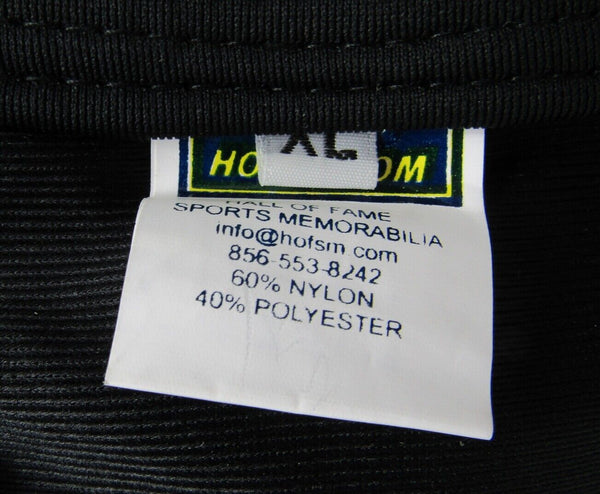 XL
HO OM
HALL OF FAME
SPORTS MEMORABILIA
info@hofsm com
856-553-8242
60% NYLON
40% POLYESTER